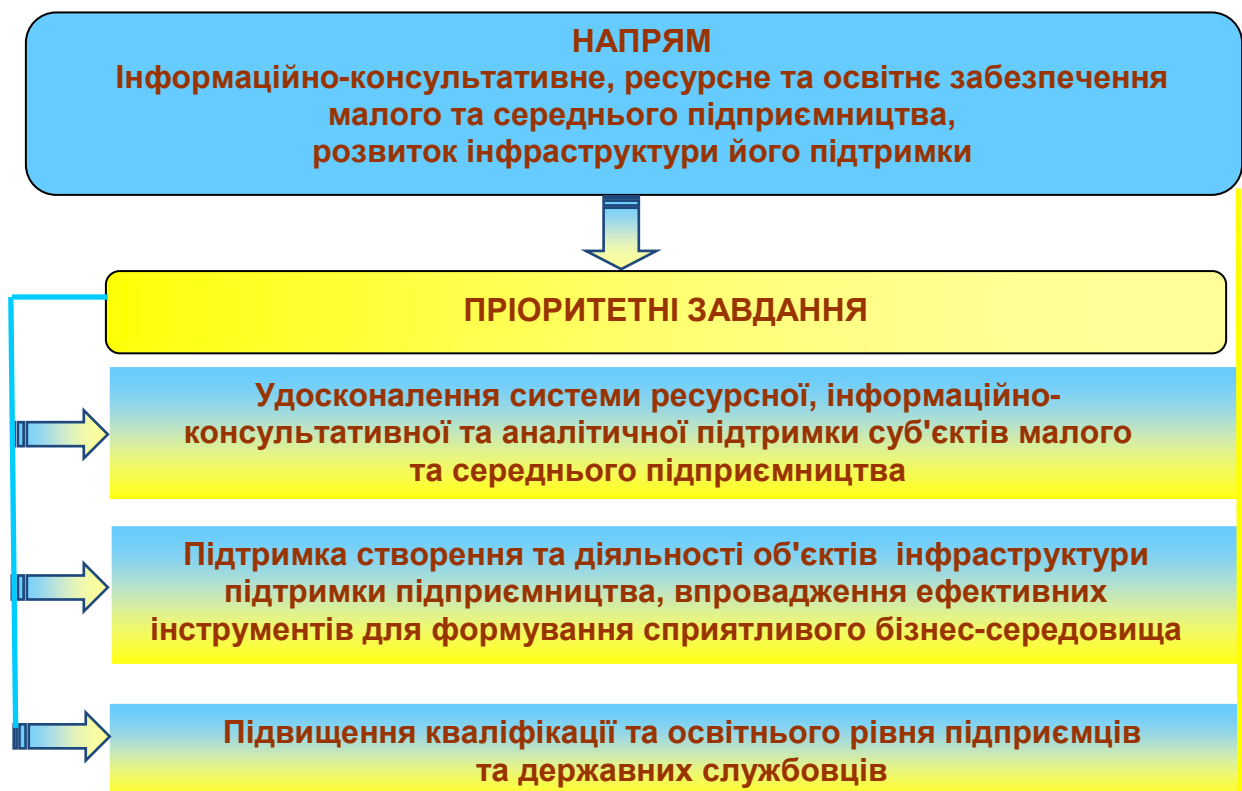 НАПРЯМ
Інформаційно-консультативне, ресурсне та освітнє забезпечення
малого та середнього підприємництва,
розвиток інфраструктури його підтримки
ПРІОРИТЕТНІ ЗАВДАННЯ
Удосконалення системи ресурсної, інформаційно-
консультативної та аналітичної підтримки суб'єктів малого
та середнього підприємництва
Підтримка створення та діяльності об'єктів інфраструктури
підтримки підприємництва, впровадження ефективних
інструментів для формування сприятливого бізнес-середовища
Підвищення кваліфікації та освітнього рівня підприємців
та державних службовців